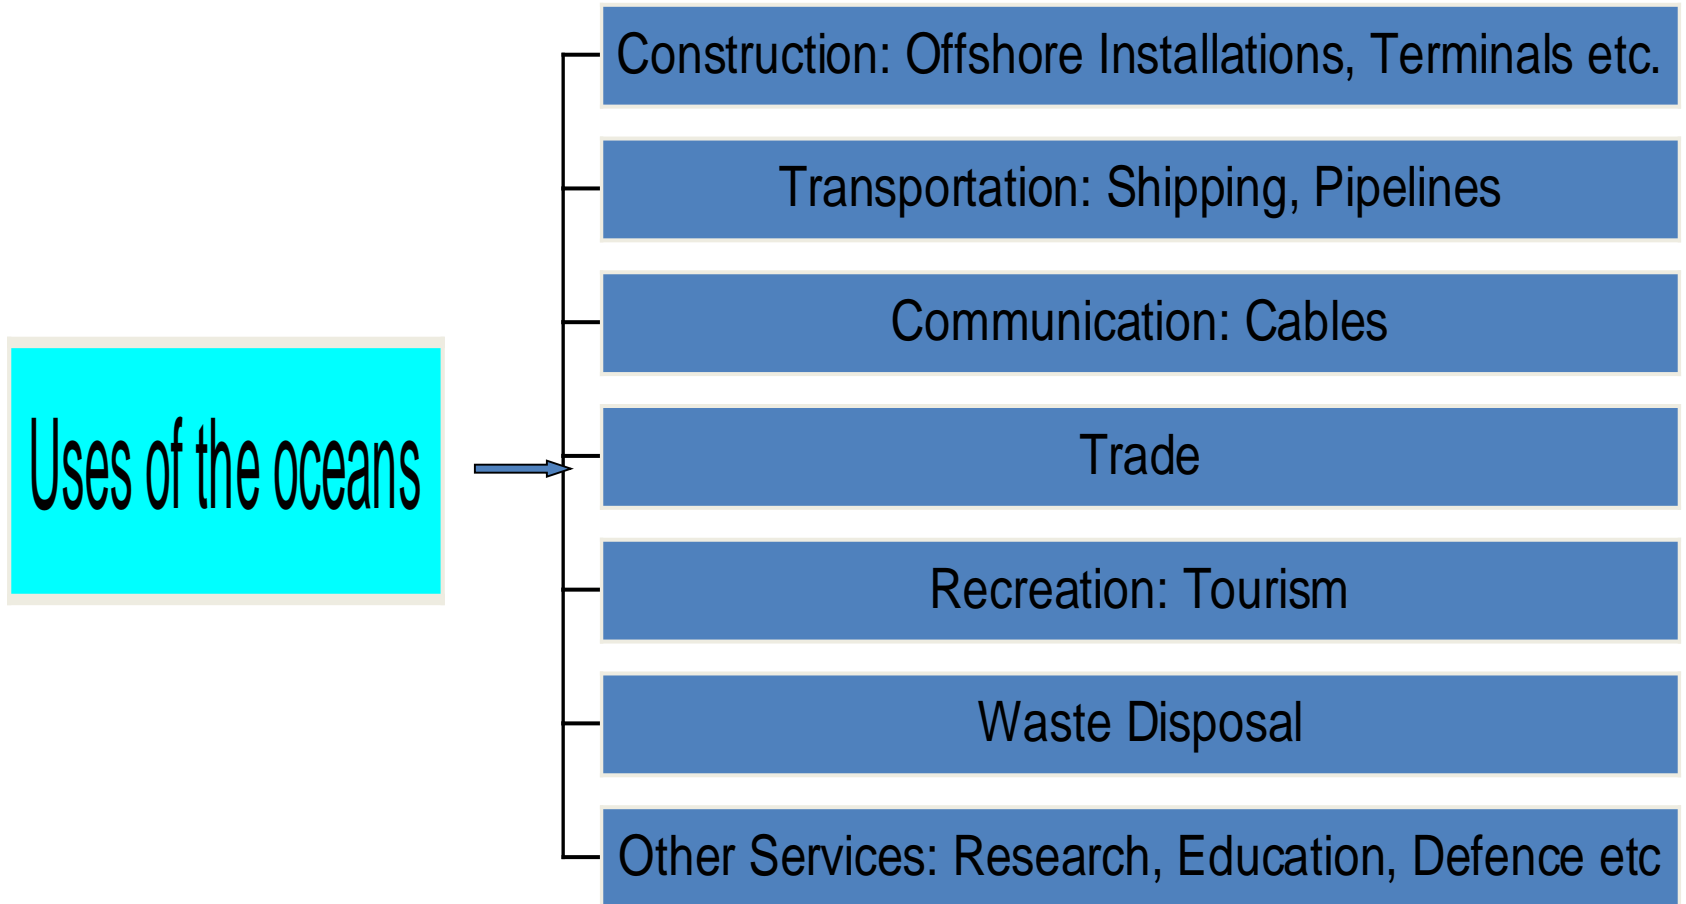 Uses of the oceans
Construction: Offshore Installations, Terminals etc.
Transportation: Shipping, Pipelines
Communication: Cables
Trade
Recreation: Tourism
Waste Disposal
Other Services: Research, Education, Defence etc